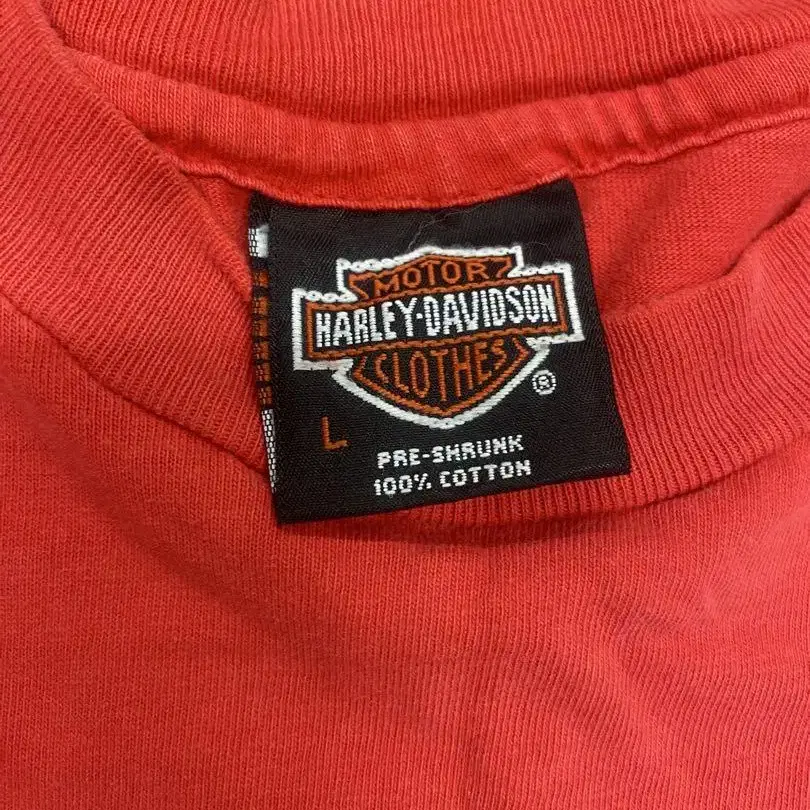 MOTOR
HARLEY-DAVIDSON
CLOTHES
®
L
PRE-SHRUNK
100% COTTON